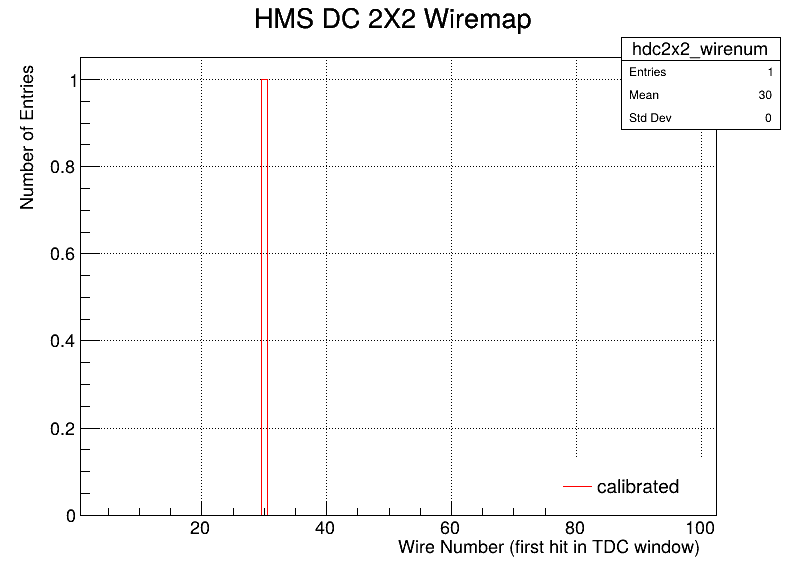 HMS DC 2X2 Wiremap
hdc2x2_wirenum
Entries 1
Mean 30
Std Dev 0
Number of Entries
1
0.8
0.6
0.4
0.2
0
calibrated
20 40 60 80 100
Wire Number (first hit in TDC window)